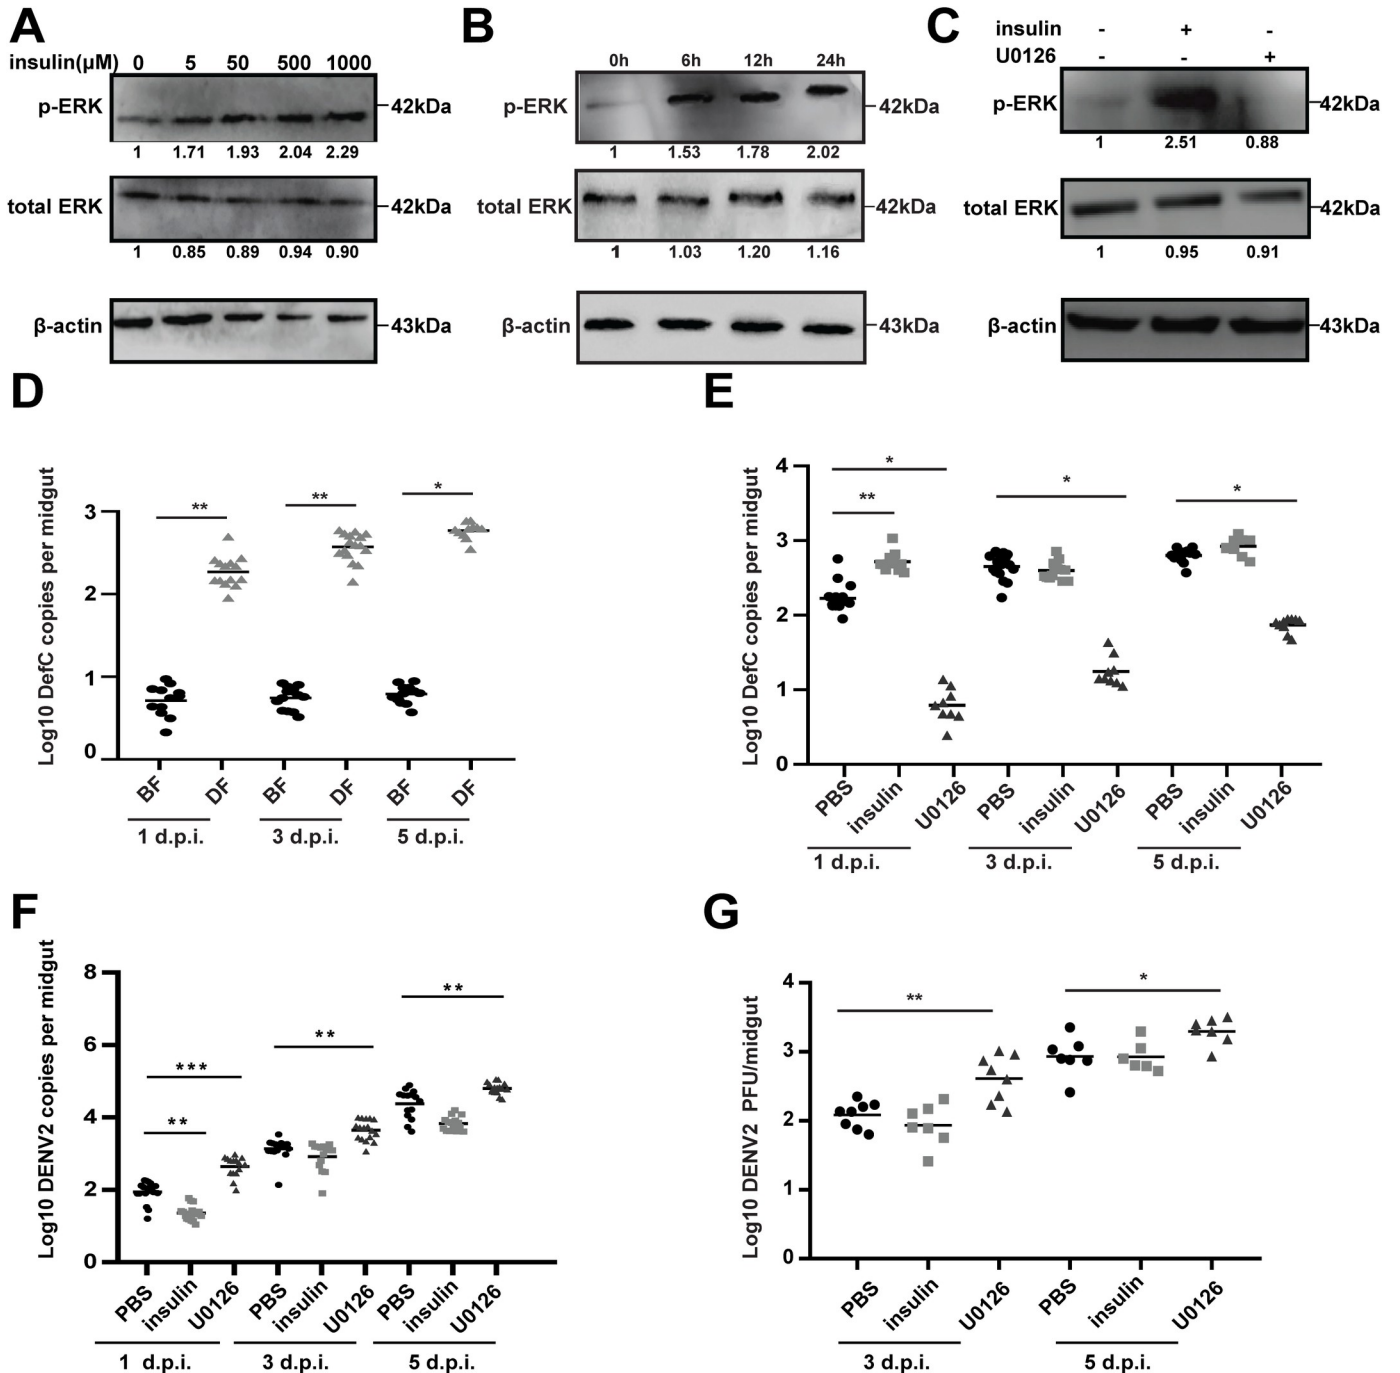 A
insulin(μM) 0 5 50 500 1000
p-ERK 42kDa
1 1.71 1.93 2.04 2.29
total ERK 42kDa
1 0.85 0.89 0.94 0.90
β-actin 43kDa
B
0h 6h 12h 24h
p-ERK 42kDa
1 1.53 1.78 2.02
total ERK 42kDa
1 1.03 1.20 1.16
β-actin 43kDa
C
insulin - + -
U0126 - - +
p-ERK 42kDa
1 2.51 0.88
total ERK 42kDa
1 0.95 0.91
β-actin 43kDa
D
Log10 DefC copies per midgut
3
2
1
0
** ** *
BF DF BF DF BF DF
1 d.p.i. 3 d.p.i. 5 d.p.i.
E
Log10 DefC copies per midgut
4
3
2
1
0
* * *
**
PBS insulin U0126 PBS insulin U0126 PBS insulin U0126
1 d.p.i. 3 d.p.i. 5 d.p.i.
F
Log10 DENV2 copies per midgut
8
6
4
2
0
**
**
***
**
PBS insulin U0126 PBS insulin U0126 PBS insulin U0126
1 d.p.i. 3 d.p.i. 5 d.p.i.
G
Log10 DENV2 PFU/midgut
4
3
2
1
0
** *
PBS insulin U0126 PBS insulin U0126
3 d.p.i. 5 d.p.i.